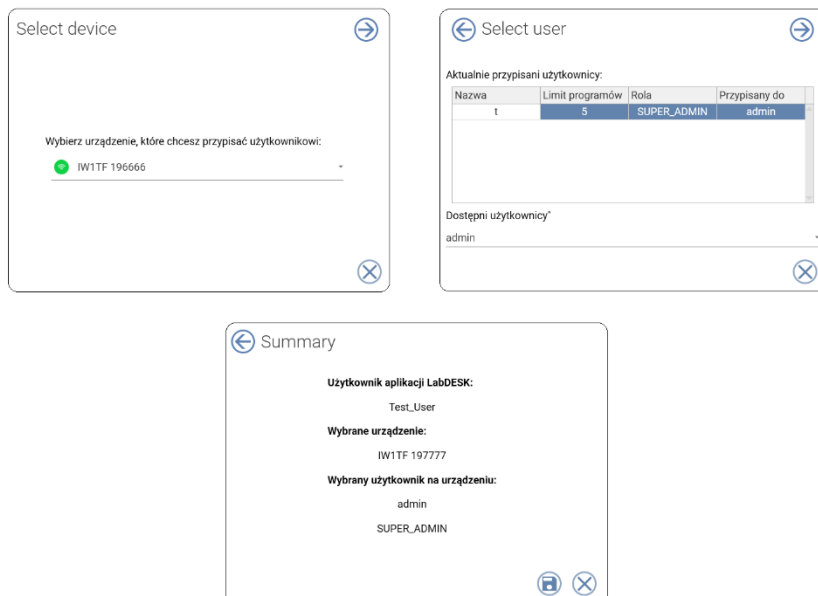 Select device
Wybierz urządzenie, które chcesz przypisać użytkownikowi:
IW1TF 196666
Select user
Aktualnie przypisani użytkownicy:
Nazwa Limit programów Rola Przypisany do
t 5 SUPER_ADMIN admin
Dostępni użytkownicy"
admin
Summary
Użytkownik aplikacji LabDESK:
Test_User
Wybrane urządzenie:
IW1TF 197777
Wybrany użytkownik na urządzeniu:
admin
SUPER_ADMIN